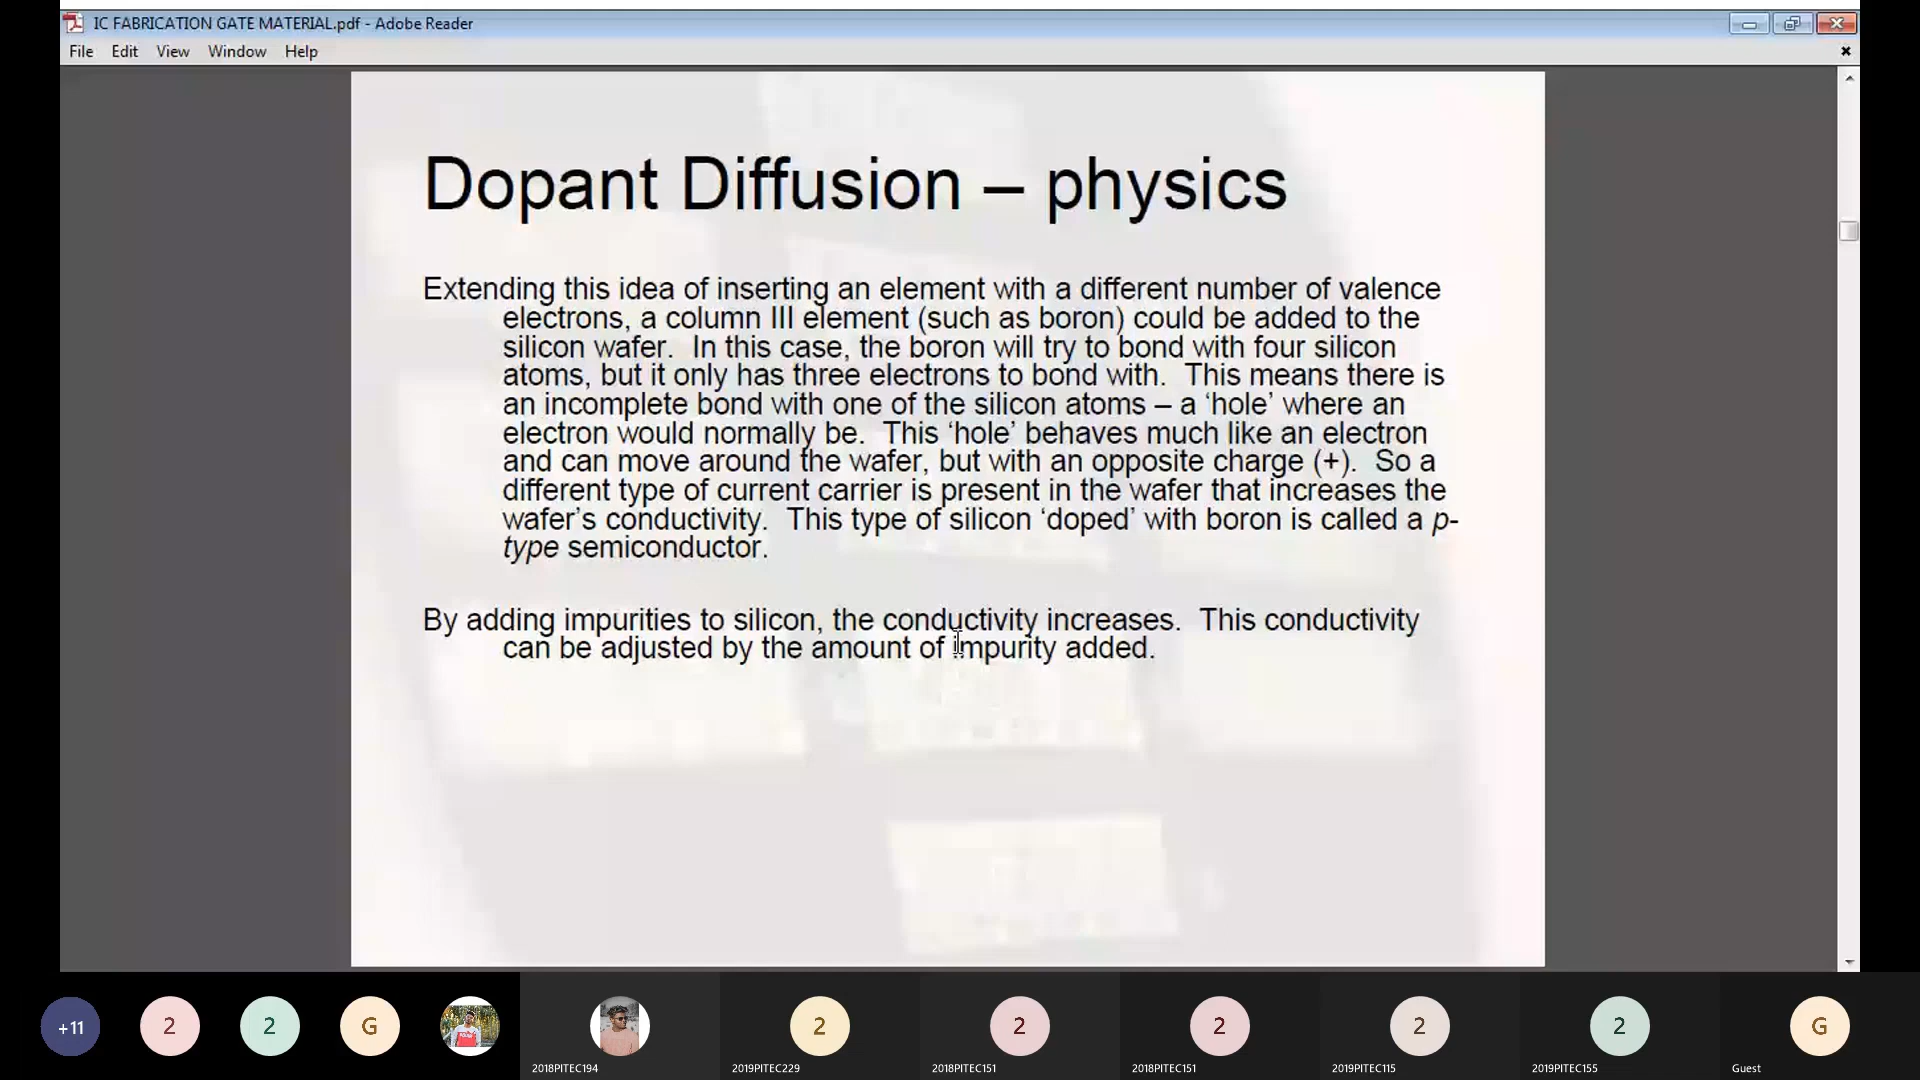 IC FABRICATION GATE MATERIAL.pdf - Adobe Reader
File Edit View Window Help
Dopant Diffusion – physics
Extending this idea of inserting an element with a different number of valence
electrons, a column III element (such as boron) could be added to the
silicon wafer.  In this case, the boron will try to bond with four silicon
atoms, but it only has three electrons to bond with.  This means there is
an incomplete bond with one of the silicon atoms – a ‘hole’ where an
electron would normally be.  This ‘hole’ behaves much like an electron
and can move around the wafer, but with an opposite charge (+).  So a
different type of current carrier is present in the wafer that increases the
wafer’s conductivity.  This type of silicon ‘doped’ with boron is called a p-
type semiconductor.
By adding impurities to silicon, the conductivity increases.  This conductivity
can be adjusted by the amount of impurity added.
+11 2 2 G 2 2 2 2 2 G
2018PITEC194 2019PITEC229 2018PITEC151 2018PITEC151 2019PITEC115 2019PITEC155 Guest